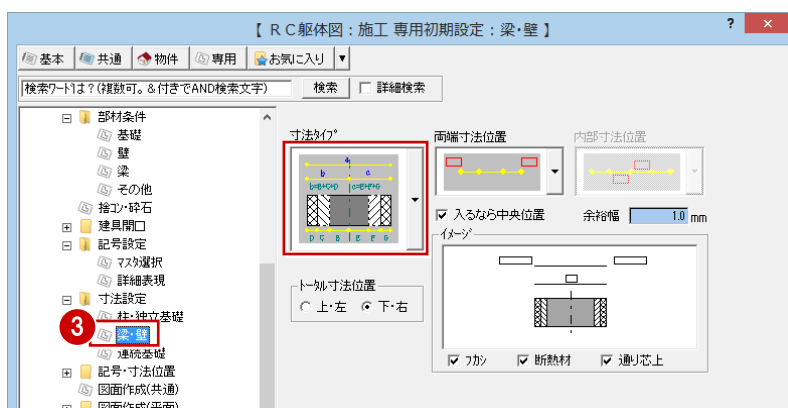 【 ＲＣ躯体図：施工 専用初期設定：梁・壁 】
? ×
基本 共通 物件 専用 お気に入り ▼
検索ワードは？(複数可。＆付きでAND検索文字) 検索 詳細検索
部材条件
基礎
壁
梁
その他
捨コン・砕石
建具開口
記号設定
マスタ選択
詳細表現
寸法設定
柱・独立基礎
3 梁・壁
連続基礎
記号・寸法位置
図面作成(共通)
図面作成(平面)
寸法タイプ
b a
b=B+C+D a=E+F+G
D C B E F G
両端寸法位置
内部寸法位置
入るなら中央位置 余裕幅 1.0 mm
トータル寸法位置
上・左 下・右
イメージ
フカシ 断熱材 通り芯上